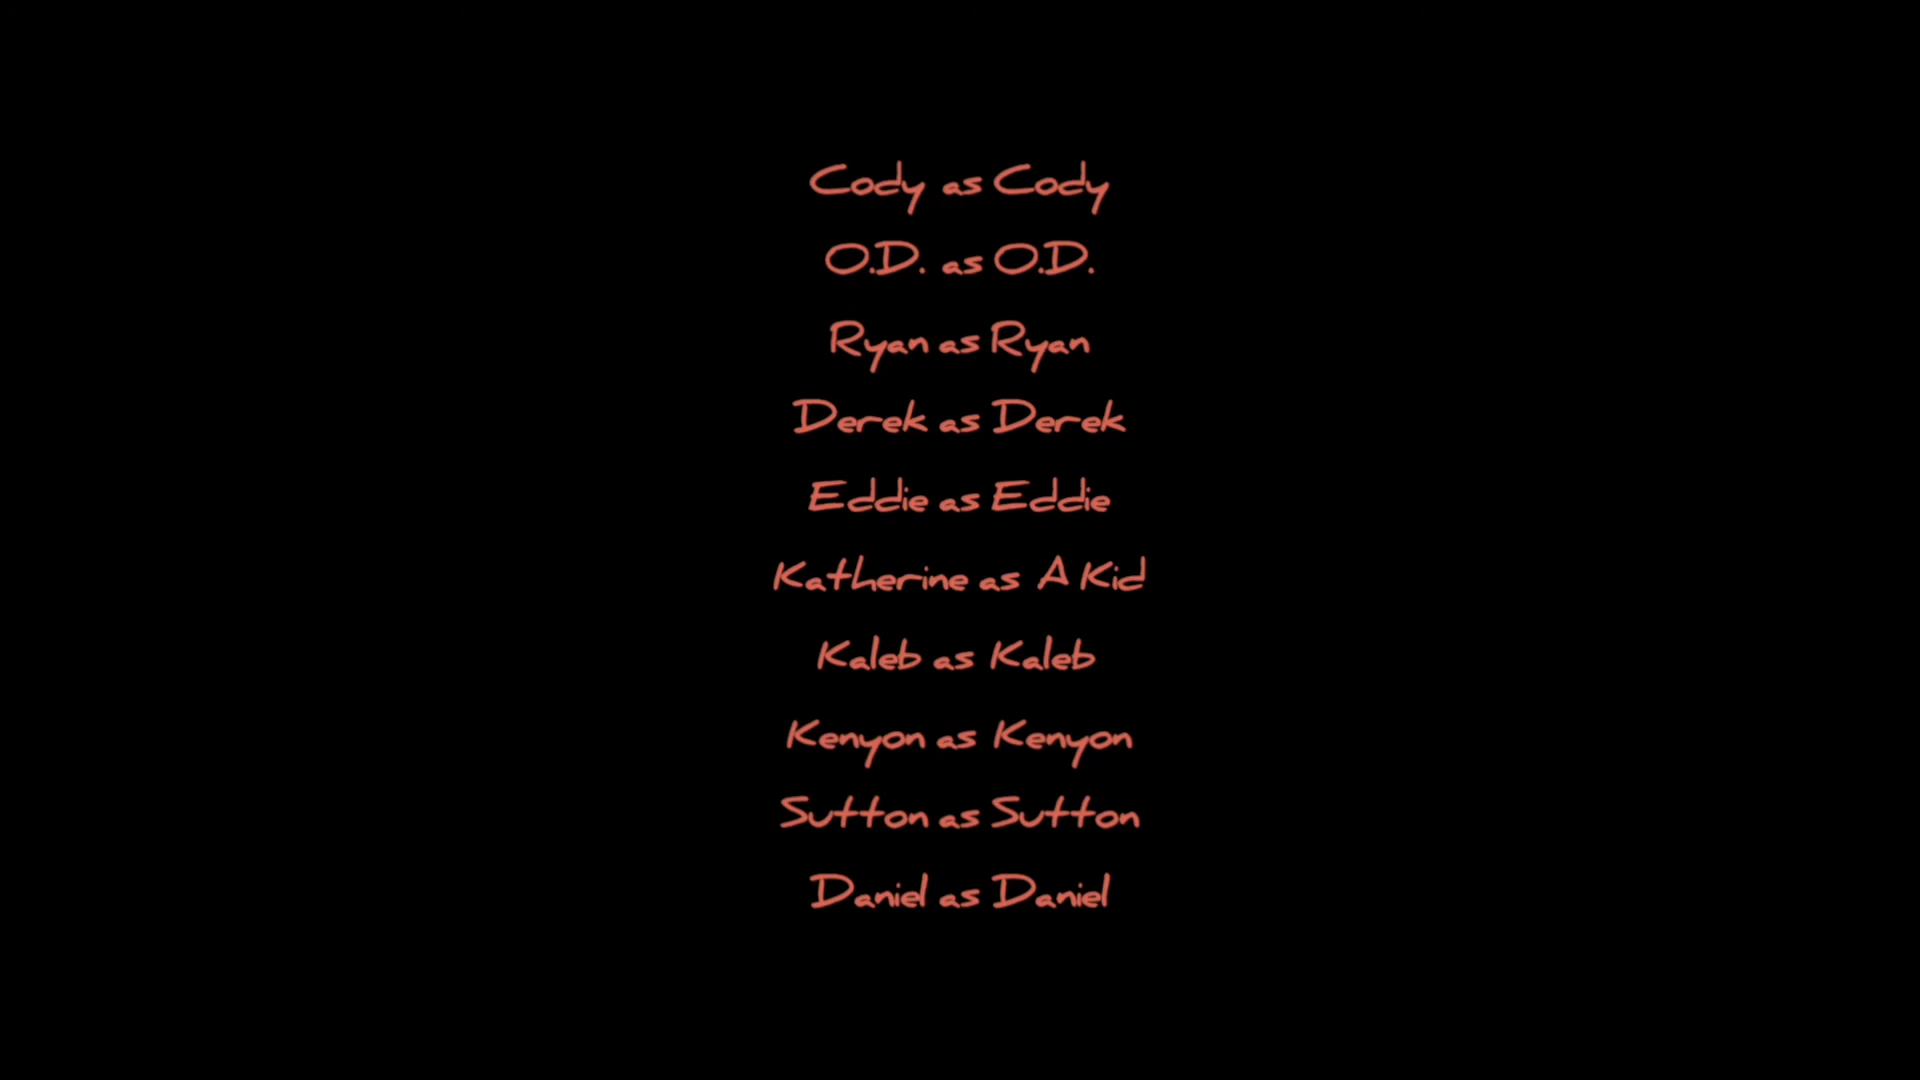 Cody as Cody
O.D. as O.D.
Ryan as Ryan
Derek as Derek
Eddie as Eddie
Katherine as A Kid
Kaleb as Kaleb
Kenyon as Kenyon
Sutton as Sutton
Daniel as Daniel